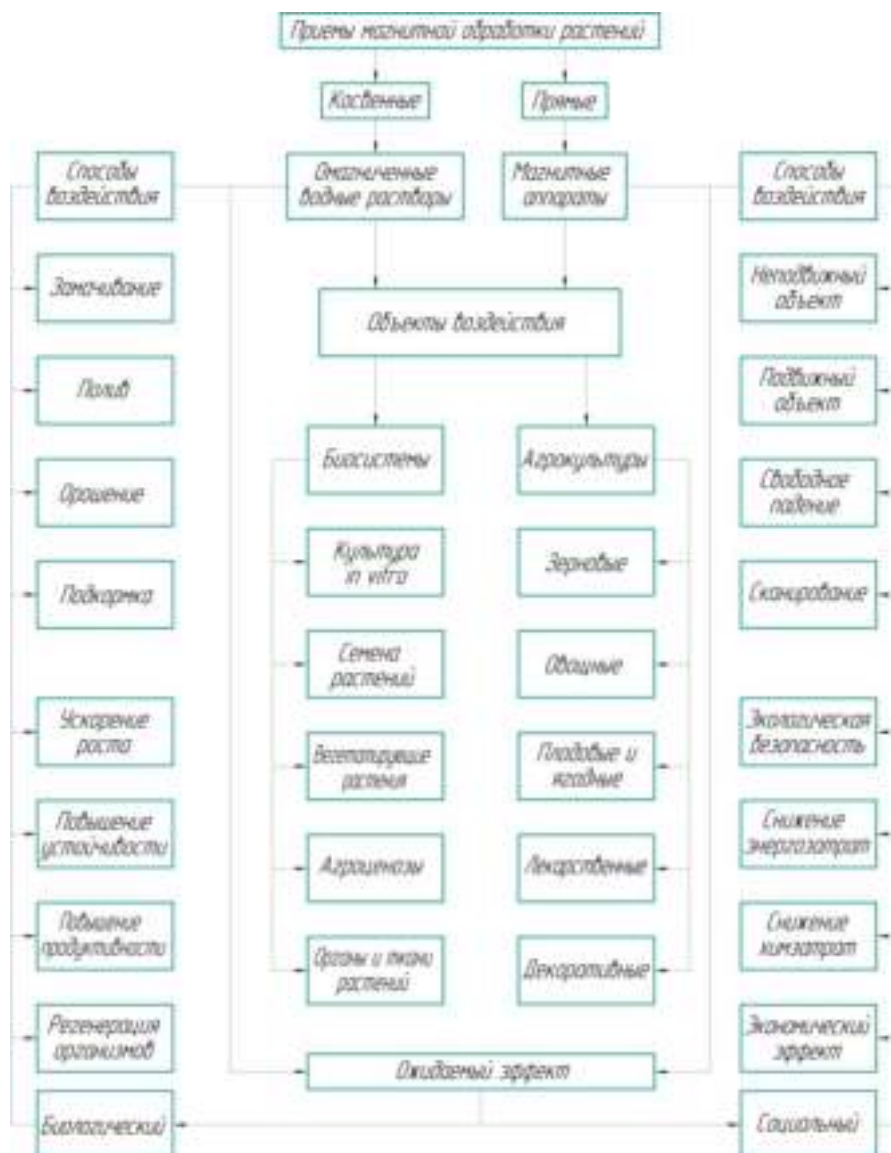 Приемы магнитной обработки растений
Косвенные
Прямые
Способы
воздействия
Омагниченные
водные растворы
Магнитные
аппараты
Способы
воздействия
Замачивание
Объекты воздействия
Неподвижный
объект
Полив
Подвижный
объект
Биосистемы
Агрокультуры
Орошение
Свободное
падение
Культура
in vitro
Зерновые
Подкормка
Сканирование
Семена
растений
Овощные
Ускорение
роста
Вегетатирующие
растения
Плодовые и
ягодные
Экологическая
безопасность
Повышение
устойчивости
Агроценозы
Лекарственные
Снижение
энергозатрат
Повышение
продуктивности
Органы и ткани
растений
Декоративные
Снижение
химзатрат
Регенерация
организмов
Экономический
эффект
Ожидаемый эффект
Биологический
Социальный